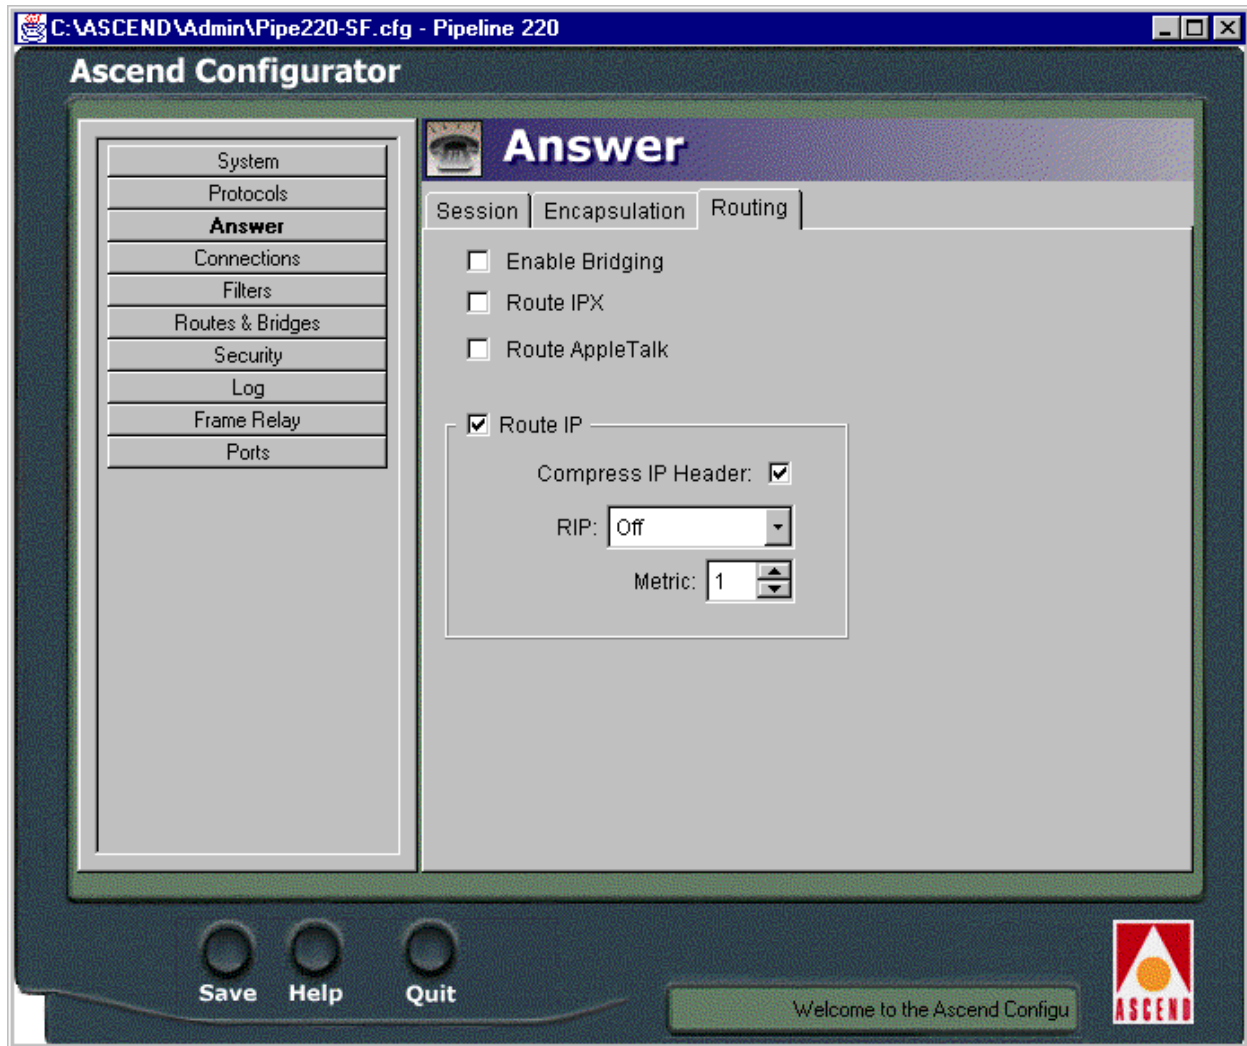 C:\ASCEND\Admin\Pipe220-SF.cfg - Pipeline 220
Ascend Configurator
System
Protocols
Answer
Connections
Filters
Routes & Bridges
Security
Log
Frame Relay
Ports
Answer
Session Encapsulation Routing
Enable Bridging
Route IPX
Route AppleTalk
Route IP
Compress IP Header:
RIP: Off
Metric: 1
Save Help Quit
Welcome to the Ascend Configu
ASCEND